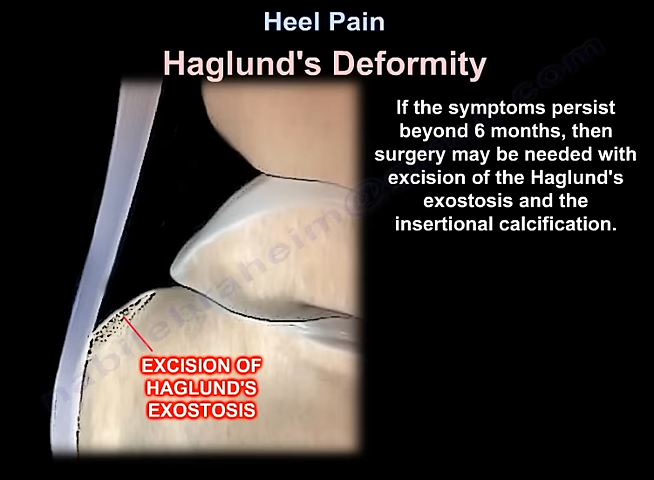 Heel Pain
Haglund's Deformity
If the symptoms persist
beyond 6 months, then
surgery may be needed with
excision of the Haglund's
exostosis and the
insertional calcification.
EXCISION OF
HAGLUND'S
EXOSTOSIS